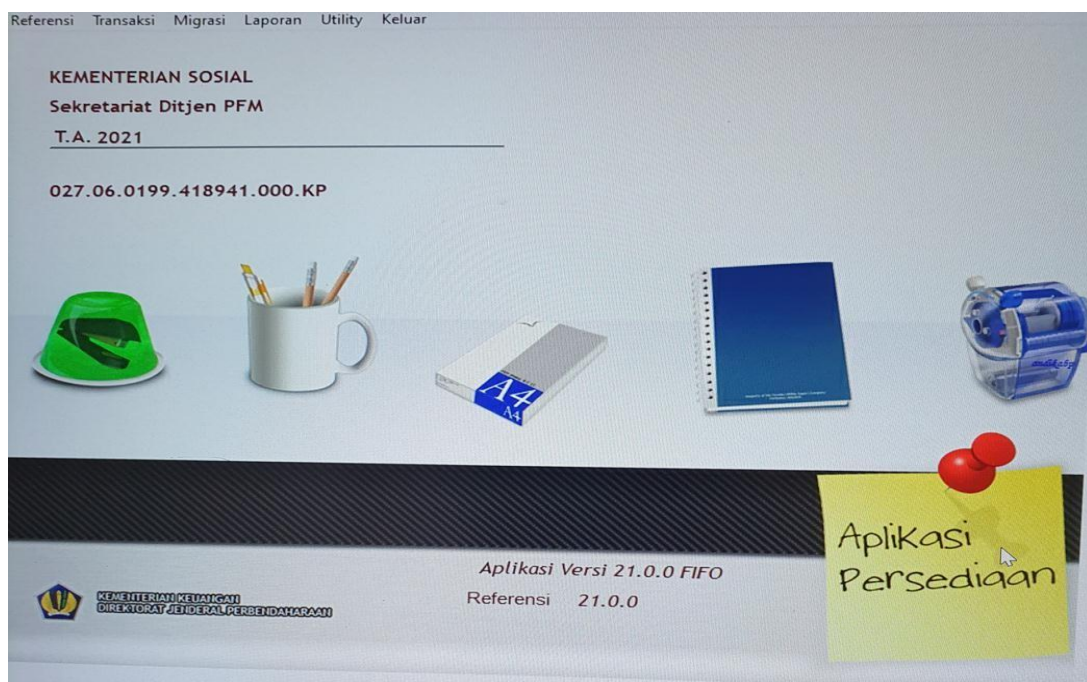 Referensi Transaksi Migrasi Laporan Utility Keluar
KEMENTERIAN SOSIAL
Sekretariat Ditjen PFM
T.A. 2021
027.06.0199.418941.000.KP
A4
A4
Aplikasi
Persediaan
Aplikasi Versi 21.0.0 FIFO
Referensi 21.0.0
KEMENTERIAN KEUANGAN
DIREKTORAT JENDERAL PERBENDAHARAAN